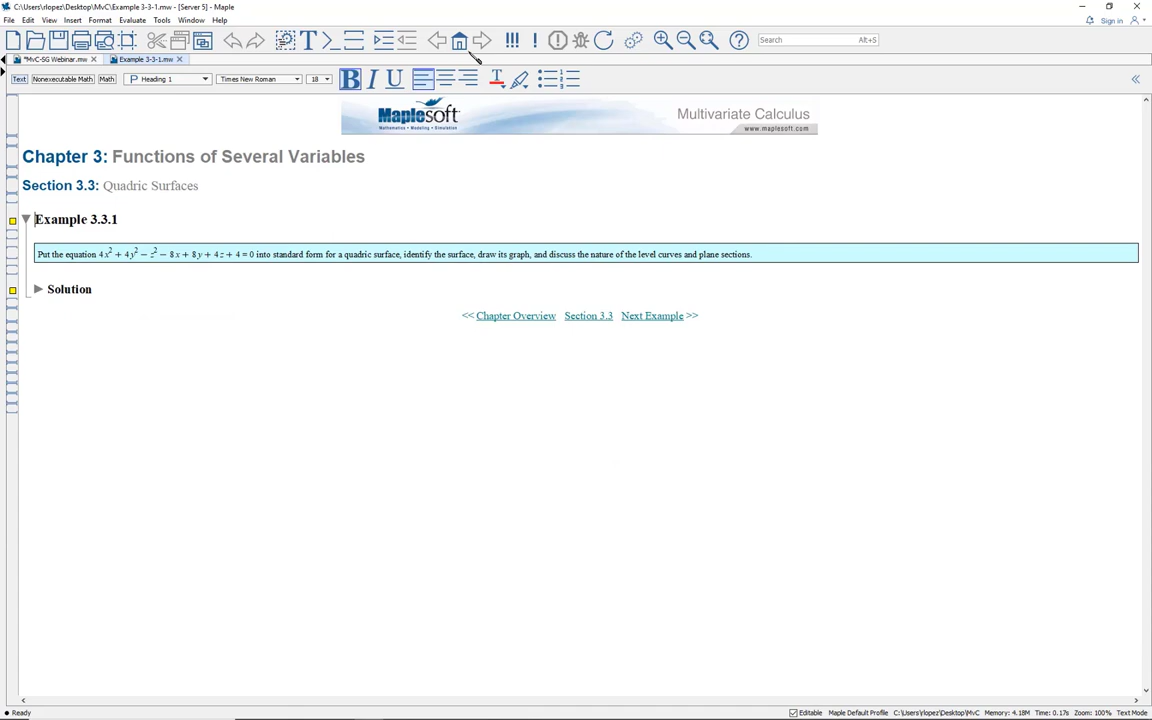 C:\Users\rlopez\Desktop\MvC\Example 3-3-1.mw - [Server 5] - Maple
File Edit View Insert Format Evaluate Tools Window Help
Sign in
Search Alt+S
*MvC-SG Webinar.mw Example 3-3-1.mw
Text Nonexecutable Math Math P Heading 1 Times New Roman 18 B I U
Maplesoft
Mathematics • Modeling • Simulation
Multivariate Calculus
www.maplesoft.com
Chapter 3: Functions of Several Variables
Section 3.3: Quadric Surfaces
Example 3.3.1
Put the equation 4x² + 4y² − z² − 8x + 8y + 4z + 4 = 0 into standard form for a quadric surface, identify the surface, draw its graph, and discuss the nature of the level curves and plane sections.
Solution
<< Chapter Overview Section 3.3 Next Example >>
Ready
Editable Maple Default Profile C:\Users\rlopez\Desktop\MvC Memory: 4.18M Time: 0.17s Zoom: 100% Text Mode